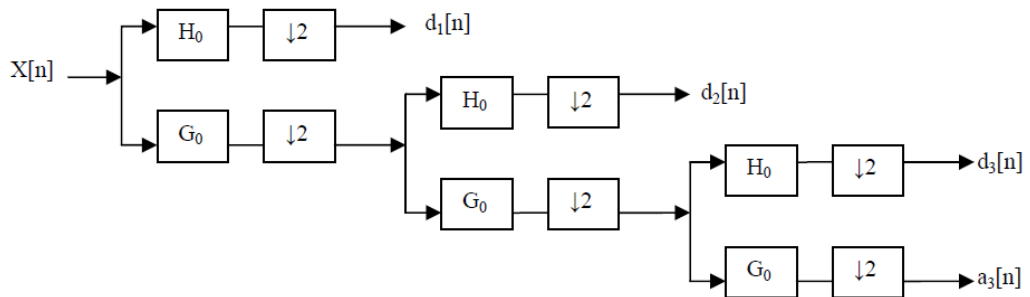 H₀ ↓2 d₁[n]
X[n]
G₀ ↓2 H₀ ↓2 d₂[n]
G₀ ↓2 H₀ ↓2 d₃[n]
G₀ ↓2 a₃[n]